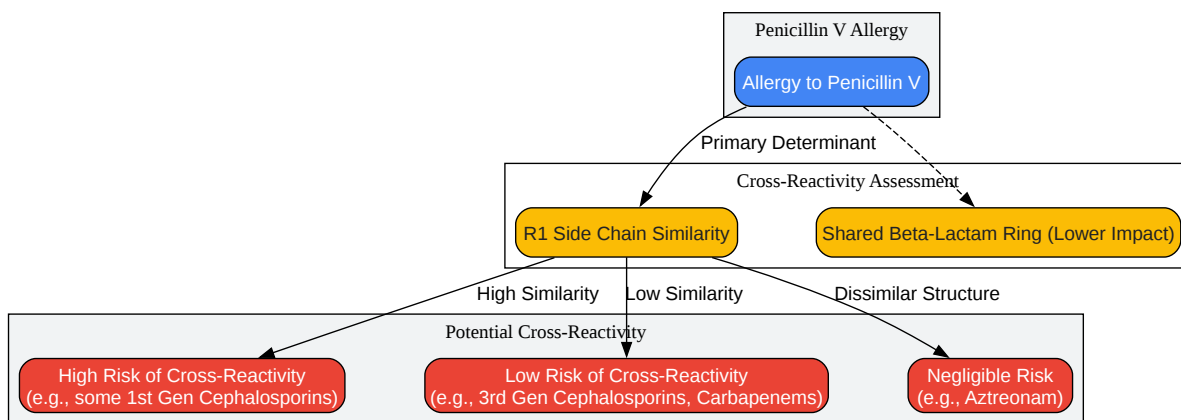 Penicillin V Allergy
Allergy to Penicillin V
Primary Determinant
Cross-Reactivity Assessment
R1 Side Chain Similarity
Shared Beta-Lactam Ring (Lower Impact)
High Similarity
Low Similarity
Dissimilar Structure
Potential Cross-Reactivity
High Risk of Cross-Reactivity
(e.g., some 1st Gen Cephalosporins)
Low Risk of Cross-Reactivity
(e.g., 3rd Gen Cephalosporins, Carbapenems)
Negligible Risk
(e.g., Aztreonam)